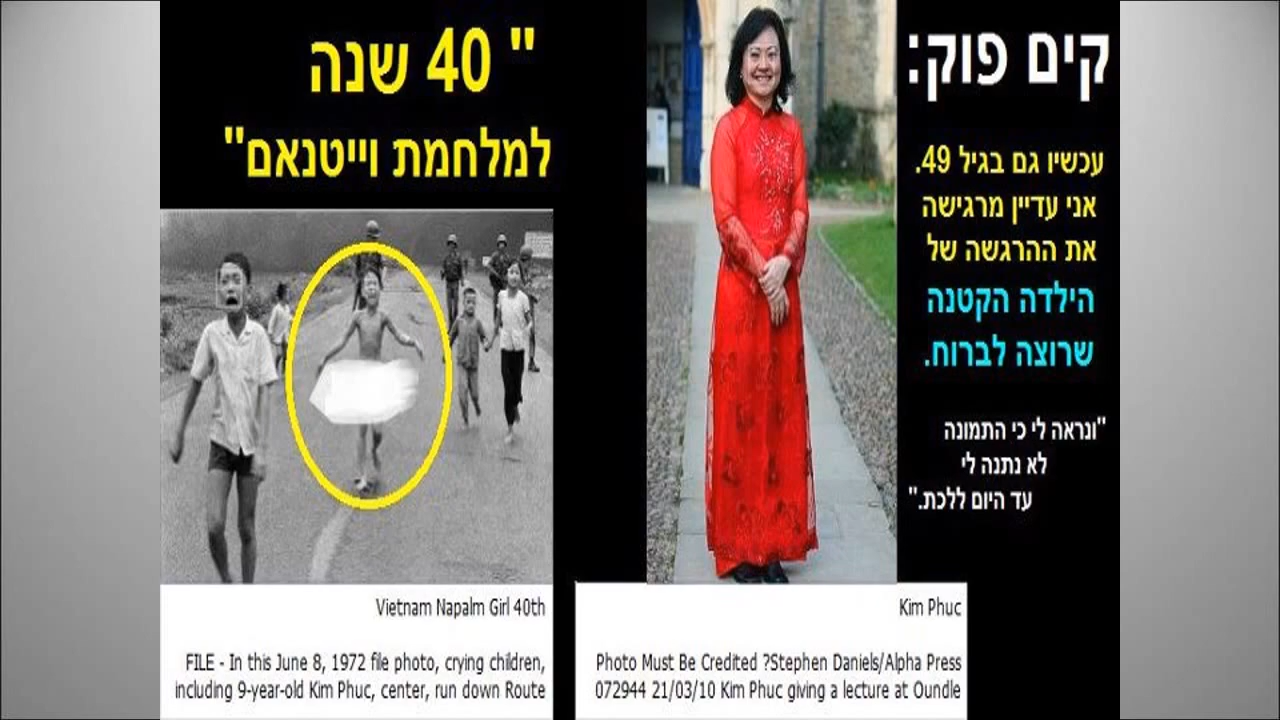 " 40 שנה
למלחמת וייטנאם"
קים פוק:
עכשיו גם בגיל 49.
אני עדיין מרגישה
את ההרגשה של
הילדה הקטנה
שרוצה לברוח.
"ונראה לי כי התמונה
לא נתנה לי
עד היום ללכת."
Vietnam Napalm Girl 40th
FILE - In this June 8, 1972 file photo, crying children,
including 9-year-old Kim Phuc, center, run down Route
Kim Phuc
Photo Must Be Credited ?Stephen Daniels/Alpha Press
072944 21/03/10 Kim Phuc giving a lecture at Oundle